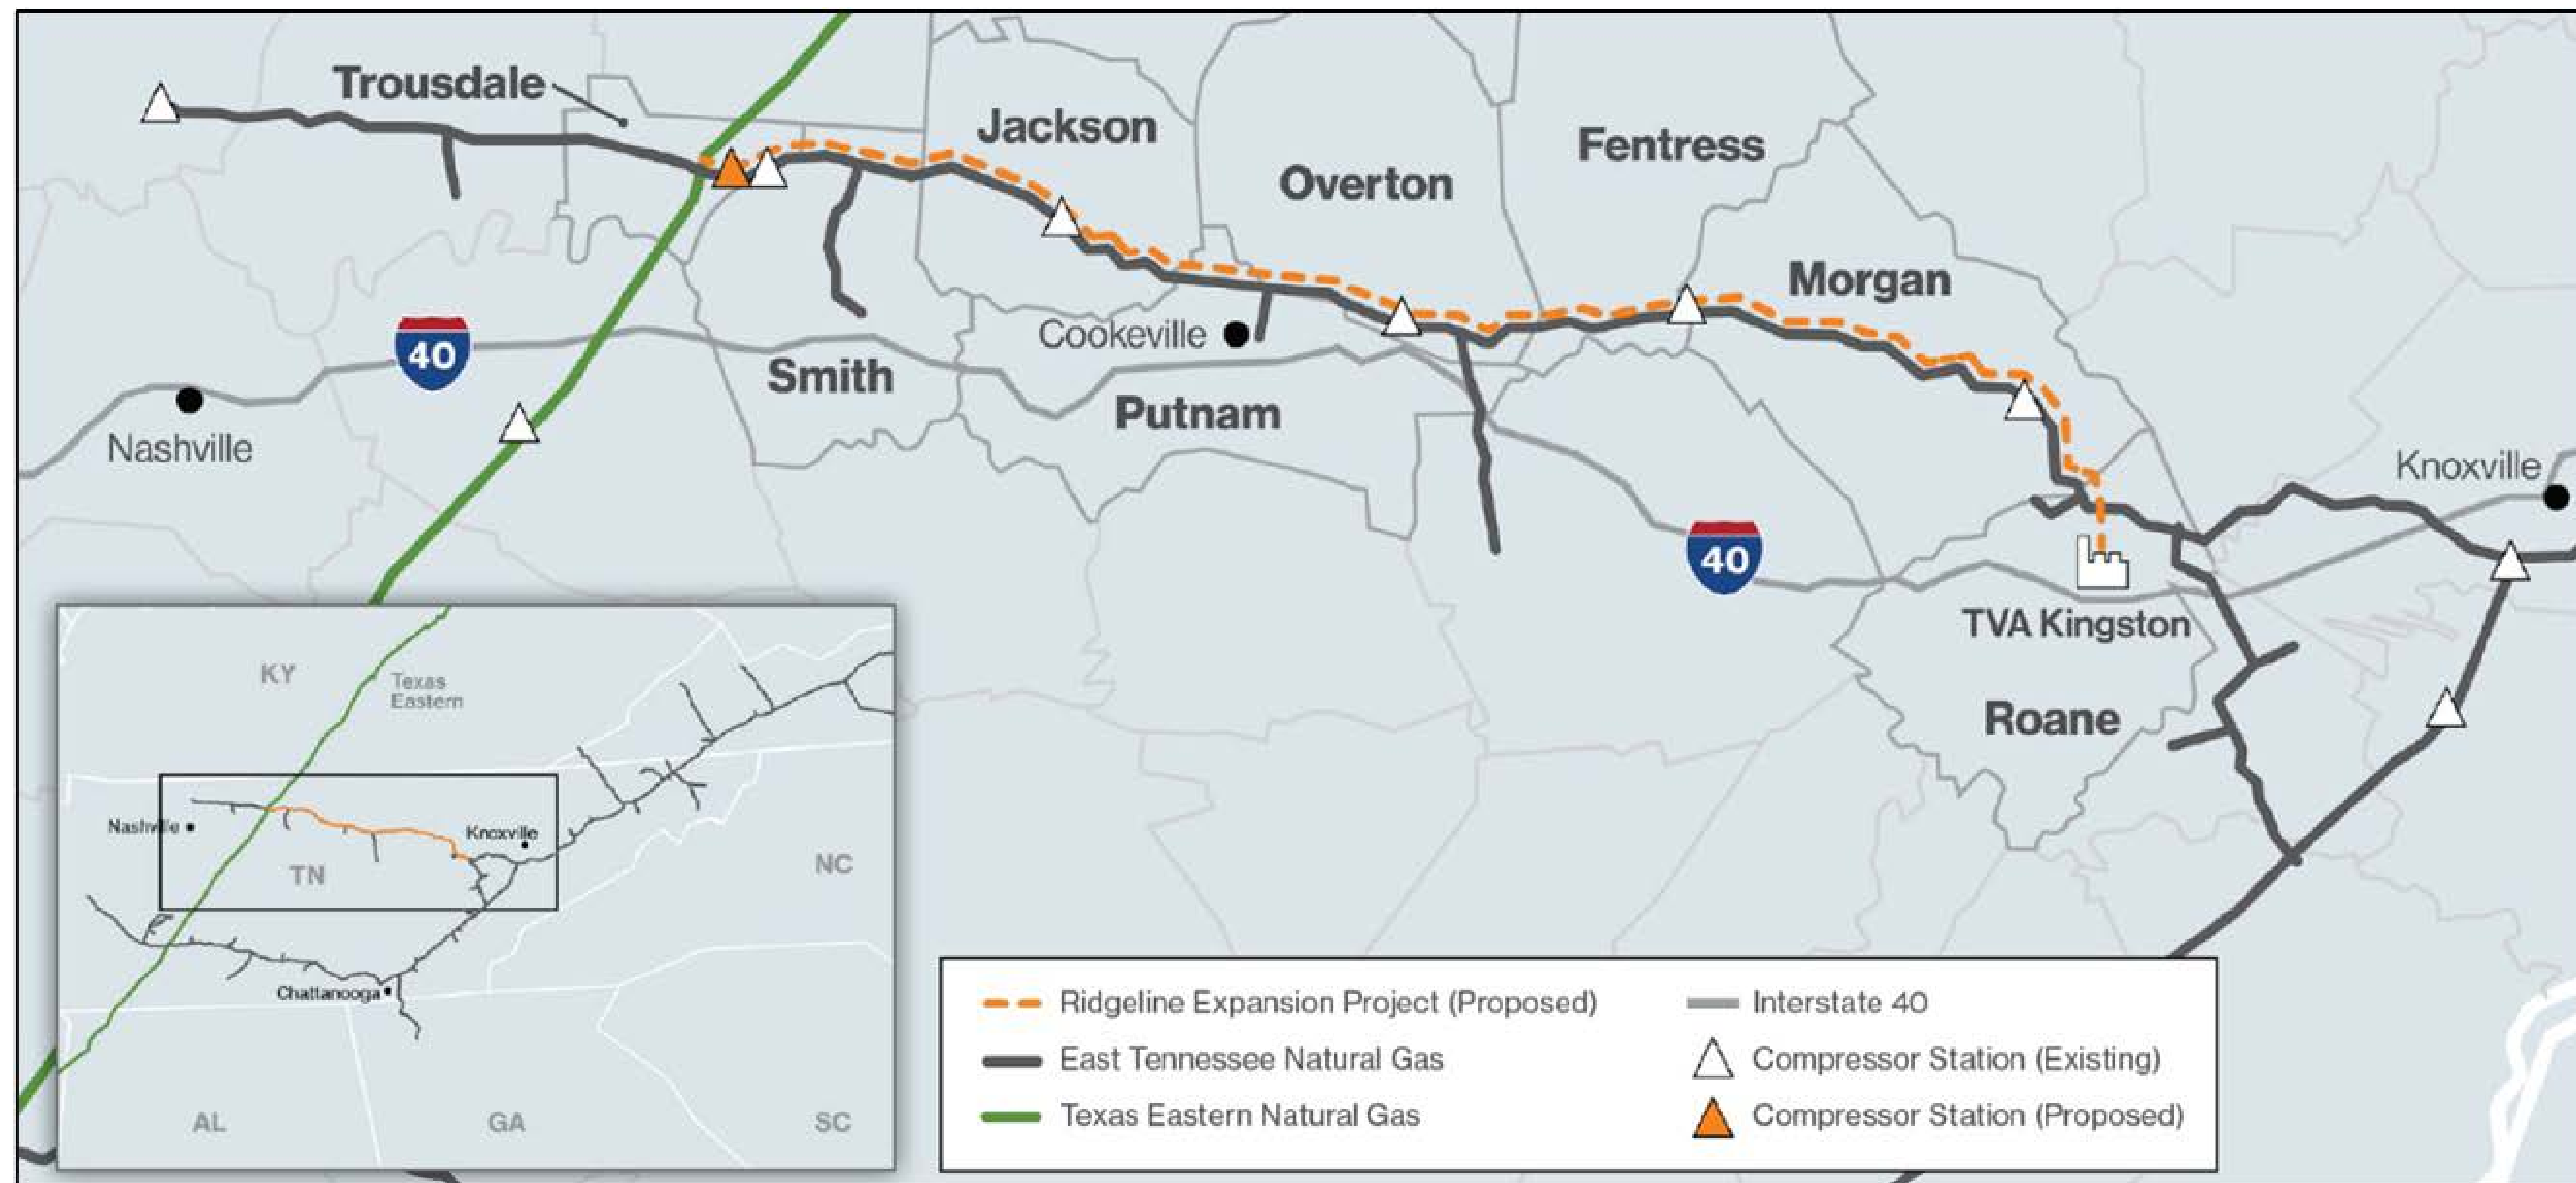 Trousdale
Jackson
Fentress
Overton
Morgan
Cookeville
40
Smith
Putnam
Nashville
Knoxville
40
TVA Kingston
Roane
KY
Texas
Eastern
Nashville
Knoxville
TN
NC
Chattanooga
AL
GA
SC
Ridgeline Expansion Project (Proposed)
East Tennessee Natural Gas
Texas Eastern Natural Gas
Interstate 40
Compressor Station (Existing)
Compressor Station (Proposed)